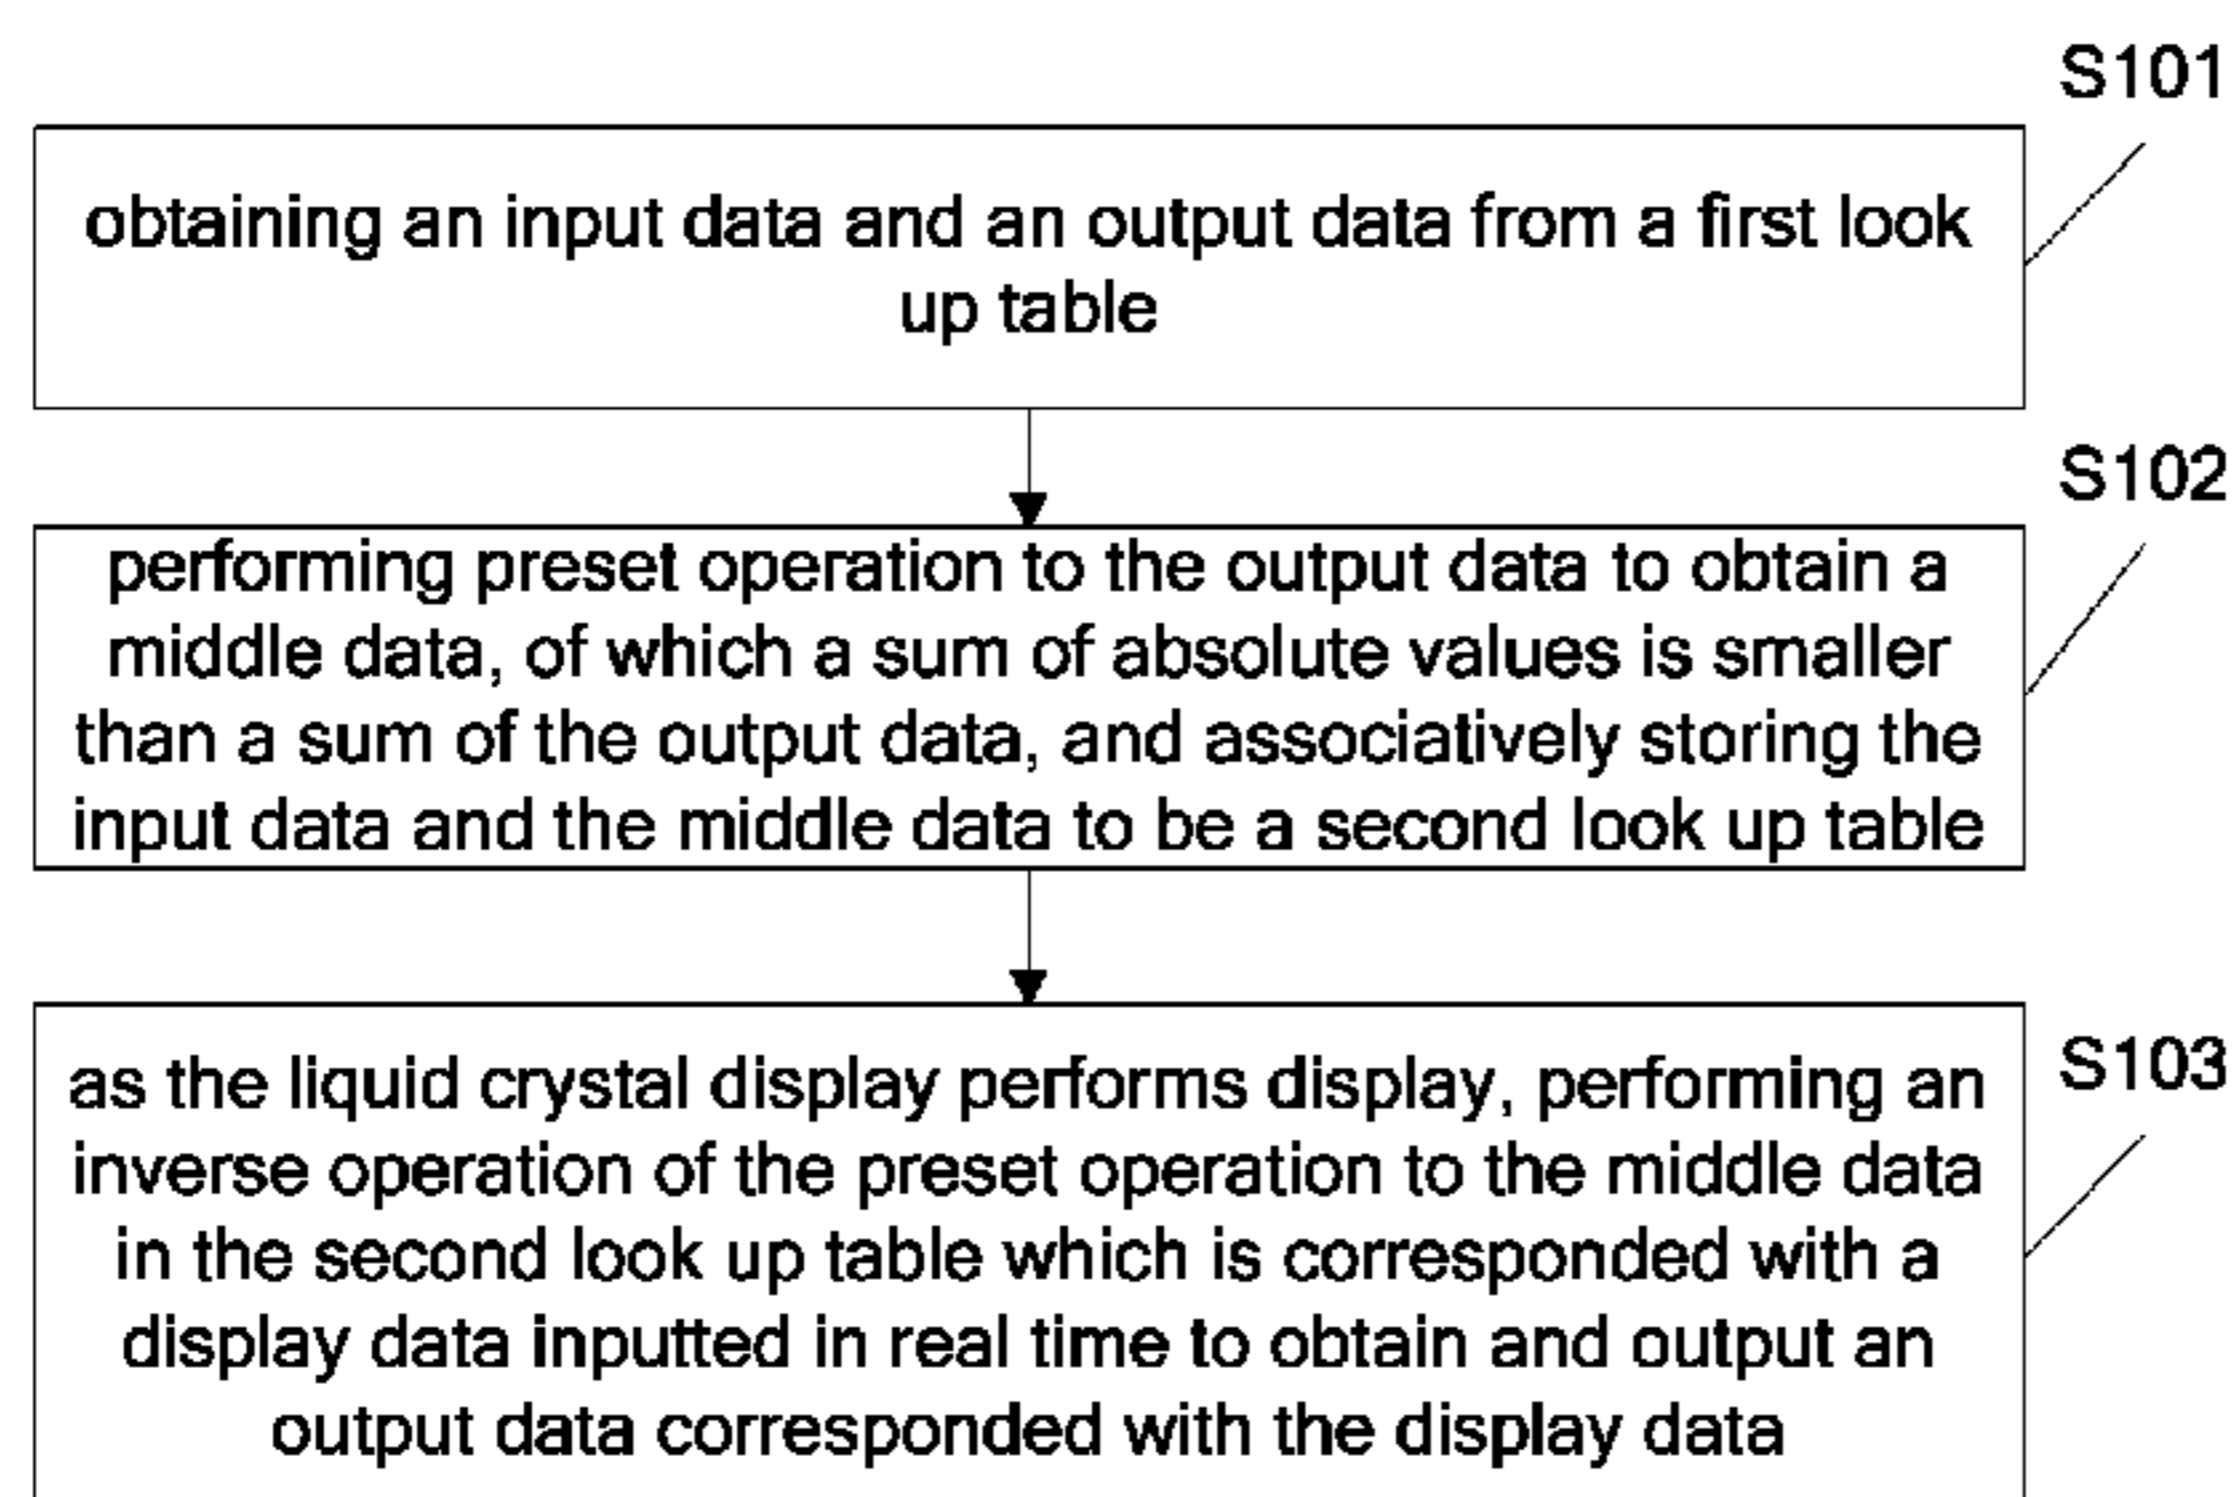 S101
obtaining an input data and an output data from a first look
up table
S102
performing preset operation to the output data to obtain a
middle data, of which a sum of absolute values is smaller
than a sum of the output data, and associatively storing the
input data and the middle data to be a second look up table
S103
as the liquid crystal display performs display, performing an
inverse operation of the preset operation to the middle data
in the second look up table which is corresponded with a
display data inputted in real time to obtain and output an
output data corresponded with the display data